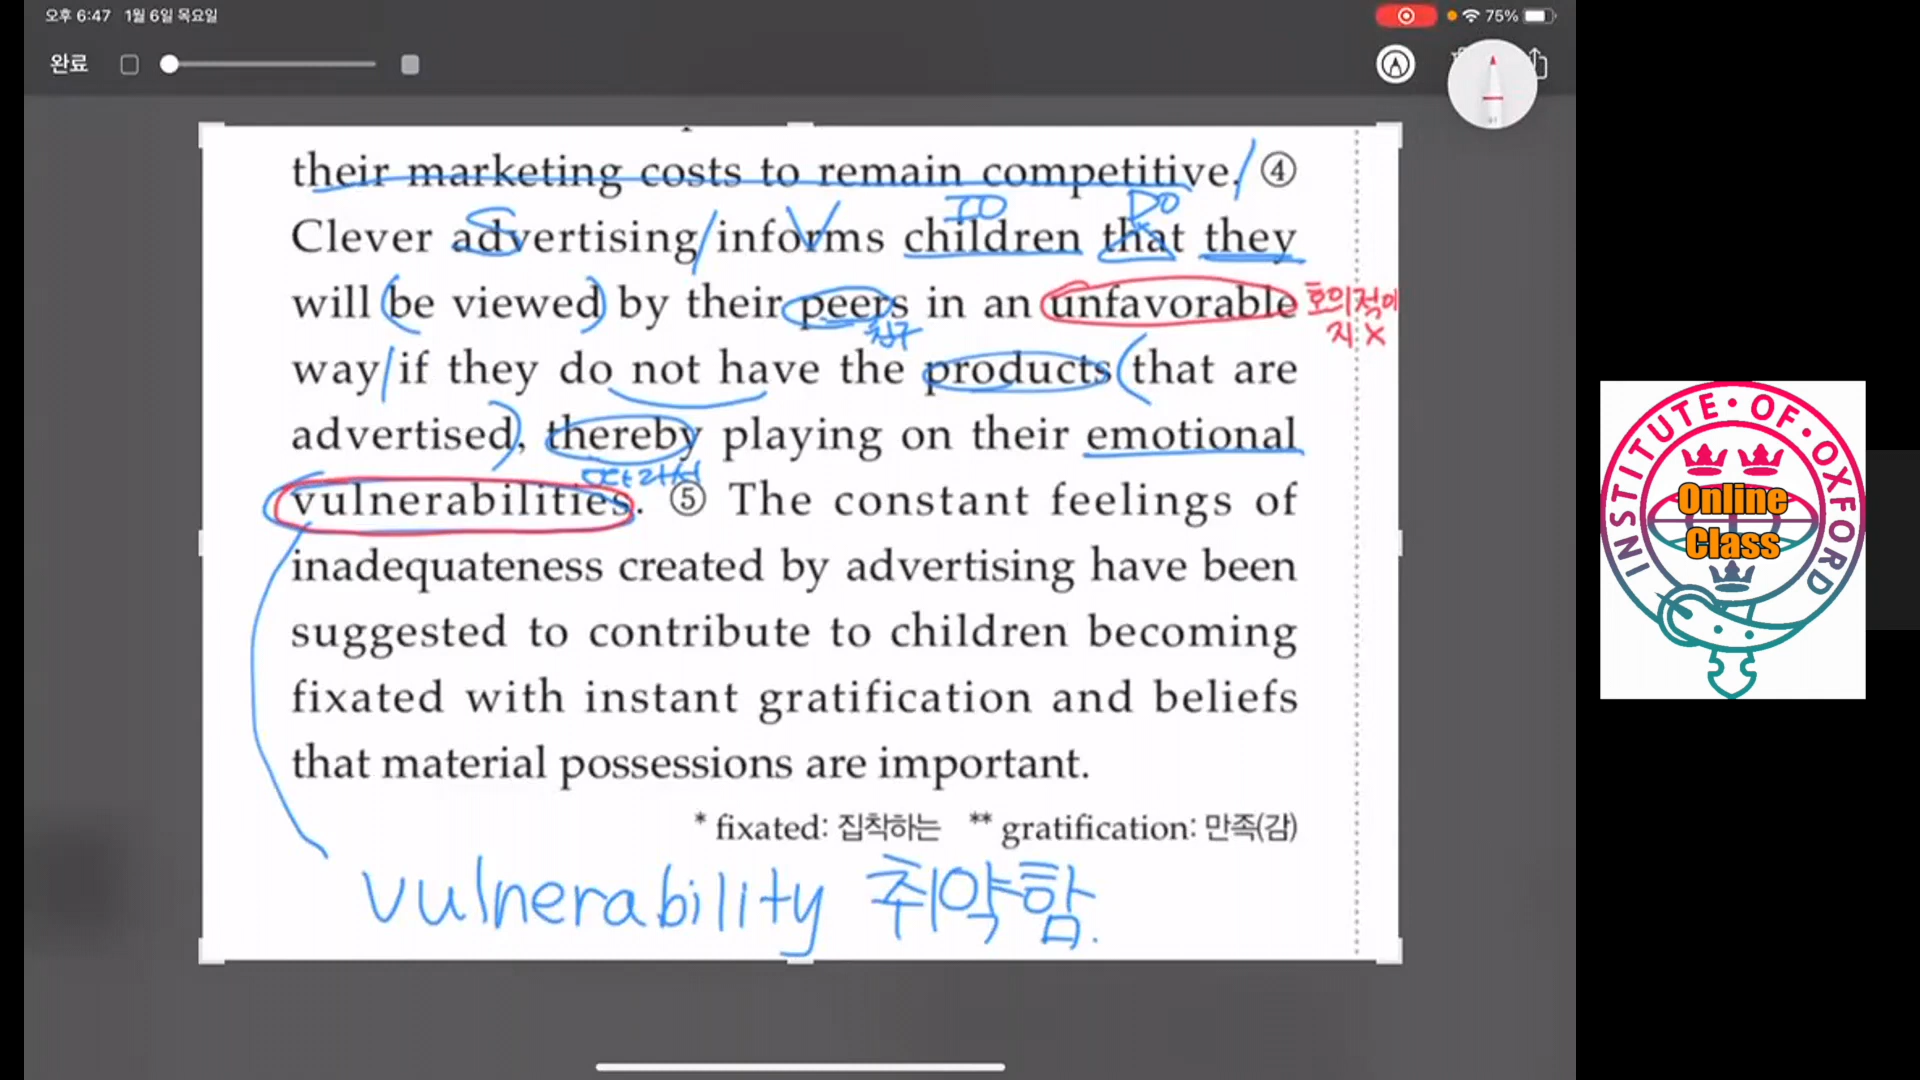 오후 6:47 1월 6일 목요일
75%
완료
their marketing costs to remain competitive. ④
IO DO
S V
Clever advertising informs children that they
will be viewed by their peers in an unfavorable 호의적이
친구 지 X
way if they do not have the products that are
advertised, thereby playing on their emotional
따라서
vulnerabilities. ⑤ The constant feelings of
inadequateness created by advertising have been
suggested to contribute to children becoming
fixated with instant gratification and beliefs
that material possessions are important.
* fixated: 집착하는 ** gratification: 만족(감)
vulnerability 취약함.
INSTITUTE • OF • OXFORD
Online
Class